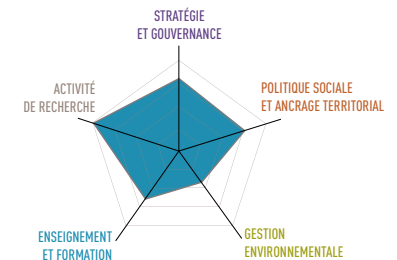 STRATÉGIE
ET GOUVERNANCE
ACTIVITÉ
DE RECHERCHE
POLITIQUE SOCIALE
ET ANCRAGE TERRITORIAL
ENSEIGNEMENT
ET FORMATION
GESTION
ENVIRONNEMENTALE